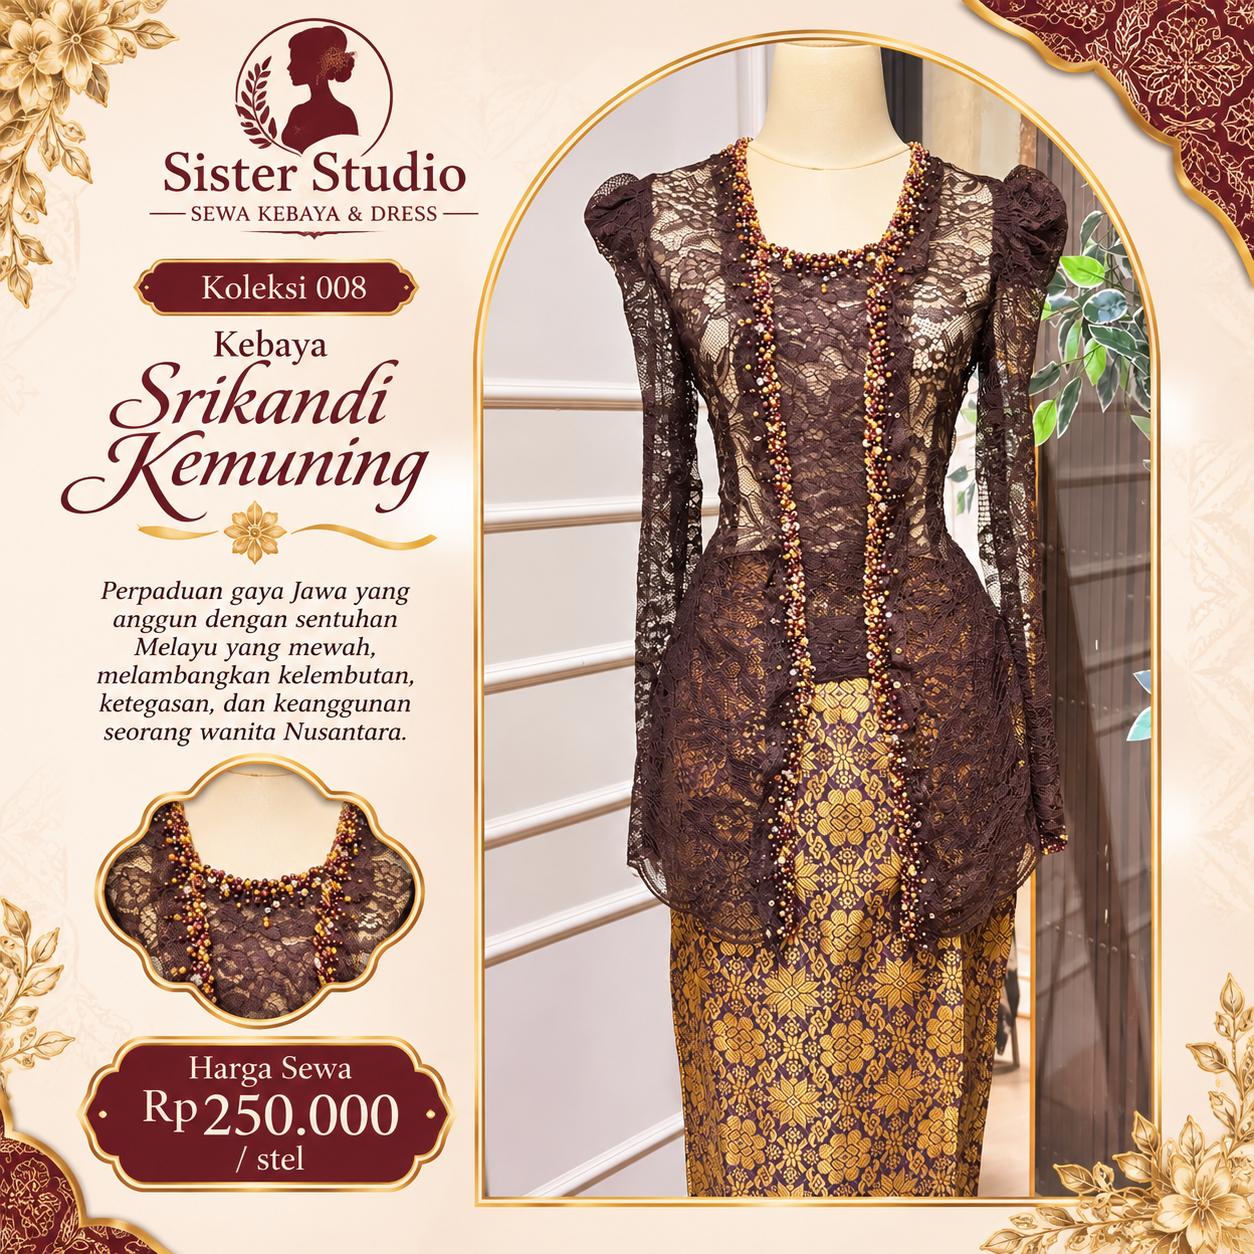 Sister Studio
SEWA KEBAYA & DRESS
Koleksi 008
Kebaya
Srikandi
Kemuning
Perpaduan gaya Jawa yang
anggun dengan sentuhan
Melayu yang mewah,
melambangkan kelembutan,
ketegasan, dan keanggunan
seorang wanita Nusantara.
Harga Sewa
Rp 250.000
/ stel